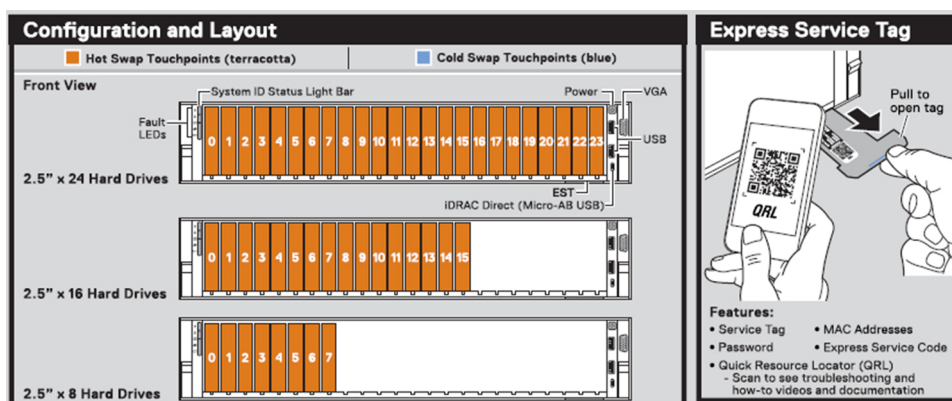 Configuration and Layout
Hot Swap Touchpoints (terracotta)
Cold Swap Touchpoints (blue)
Front View
System ID Status Light Bar
Power
VGA
Fault
LEDs
0 1 2 3 4 5 6 7 8 9 10 11 12 13 14 15 16 17 18 19 20 21 22 23
USB
2.5" x 24 Hard Drives
EST
iDRAC Direct (Micro-AB USB)
0 1 2 3 4 5 6 7 8 9 10 11 12 13 14 15
2.5" x 16 Hard Drives
0 1 2 3 4 5 6 7
2.5" x 8 Hard Drives
Express Service Tag
Pull to
open tag
QRL
Features:
• Service Tag
• MAC Addresses
• Password
• Express Service Code
• Quick Resource Locator (QRL)
- Scan to see troubleshooting and
how-to videos and documentation